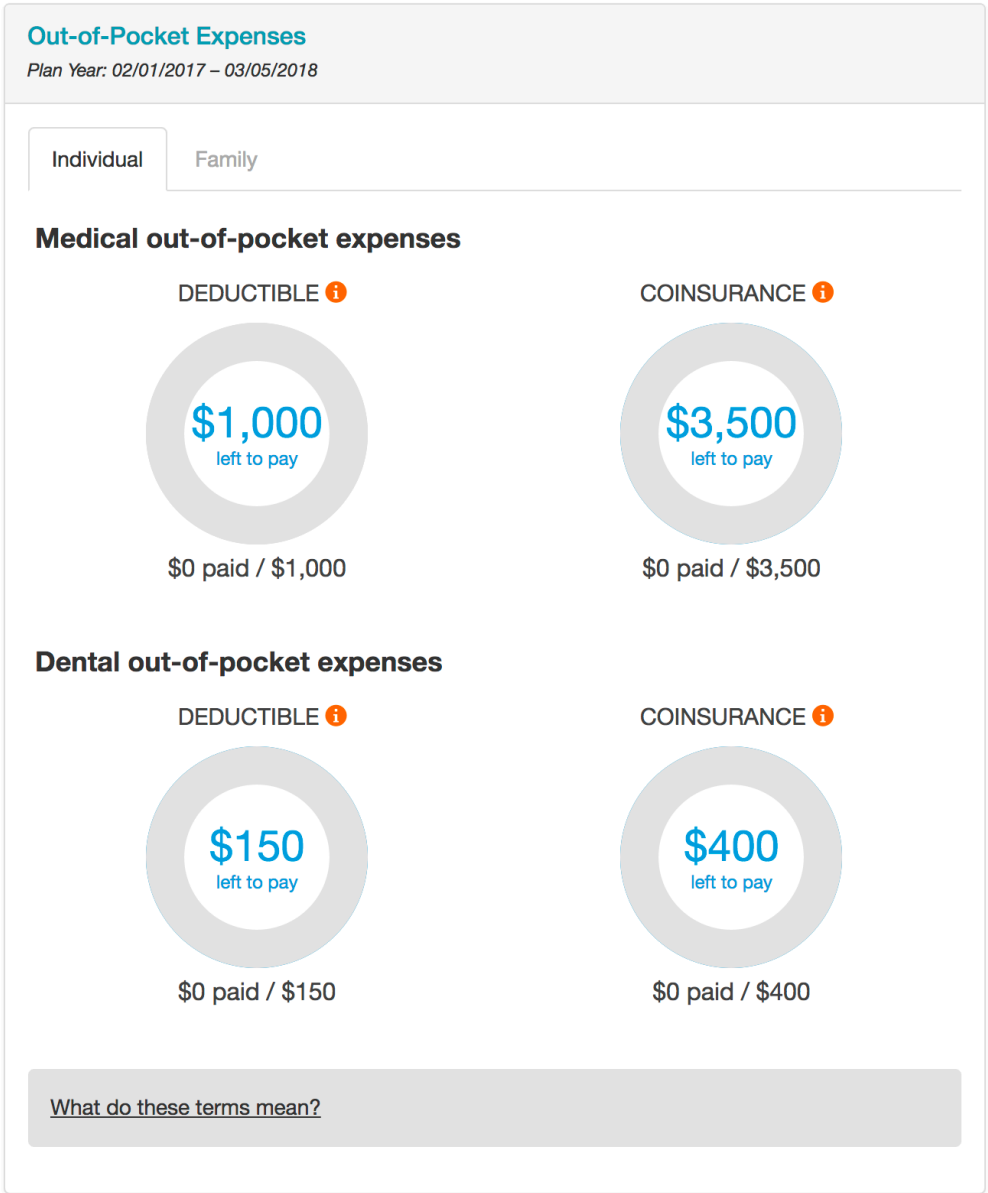 Out-of-Pocket Expenses
Plan Year: 02/01/2017 – 03/05/2018
Individual Family
Medical out-of-pocket expenses
DEDUCTIBLE i COINSURANCE i
$1,000 $3,500
left to pay left to pay
$0 paid / $1,000 $0 paid / $3,500
Dental out-of-pocket expenses
DEDUCTIBLE i COINSURANCE i
$150 $400
left to pay left to pay
$0 paid / $150 $0 paid / $400
What do these terms mean?